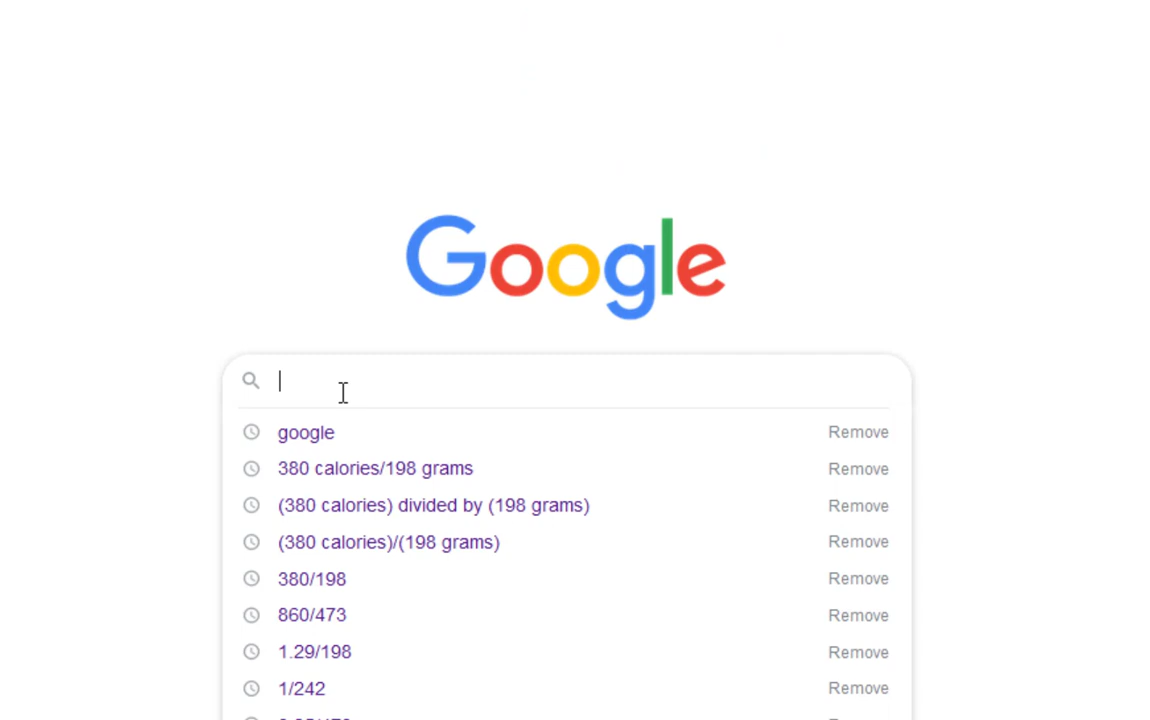 Google
google Remove
380 calories/198 grams Remove
(380 calories) divided by (198 grams) Remove
(380 calories)/(198 grams) Remove
380/198 Remove
860/473 Remove
1.29/198 Remove
1/242 Remove